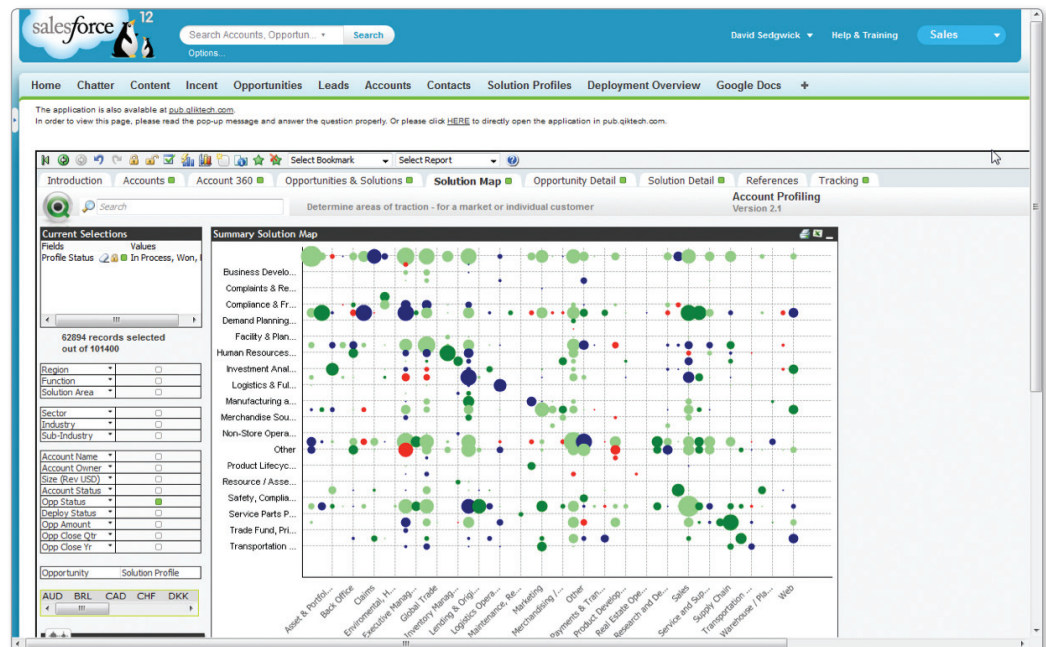 salesforce 12
Search Accounts, Opportun... Search
Options...
David Sedgwick Help & Training Sales
Home Chatter Content Incent Opportunities Leads Accounts Contacts Solution Profiles Deployment Overview Google Docs +
The application is also available at pub.qliktech.com.
In order to view this page, please read the pop-up message and answer the question properly. Or please click HERE to directly open the application in pub.qiktech.com.
Select Bookmark Select Report
Introduction Accounts Account 360 Opportunities & Solutions Solution Map Opportunity Detail Solution Detail References Tracking
Search
Determine areas of traction - for a market or individual customer
Account Profiling
Version 2.1
Current Selections
Fields Values
Profile Status In Process, Won,
62894 records selected
out of 101400
Region
Function
Solution Area
Sector
Industry
Sub-Industry
Account Name
Account Owner
Size (Rev USD)
Account Status
Opp Status
Deploy Status
Opp Amount
Opp Close Qtr
Opp Close Yr
Opportunity Solution Profile
AUD BRL CAD CHF DKK
Summary Solution Map
Business Develo...
Complaints & Re...
Compliance & Fr...
Demand Planning...
Facility & Plan...
Human Resources...
Investment Anal...
Logistics & Ful...
Manufacturing a...
Merchandise Sou...
Non-Store Opera...
Other
Product Lifecyc...
Resource / Asse...
Safety, Complia...
Service Parts P...
Trade Fund, Pri...
Transportation ...
Asset & Portfol...
Back Office
Claims
Enviromental, H...
Executive Manag...
Global Trade
Inventory Manag...
Lending & Origi...
Logistics Opera...
Maintenance, Re...
Marketing
Merchandising /...
Other
Payments & Tran...
Product Develop...
Real Estate Ope...
Research and De...
Sales
Service and Sup...
Supply Chain
Transportation ...
Warehouse / Pla...
Web